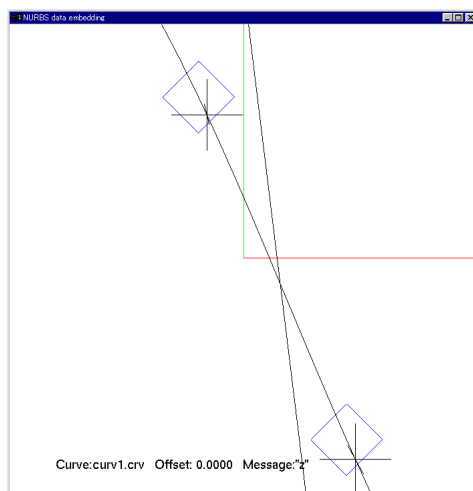 NURBS data embedding
Curve:curv1.crv Offset: 0.0000 Message:"z"